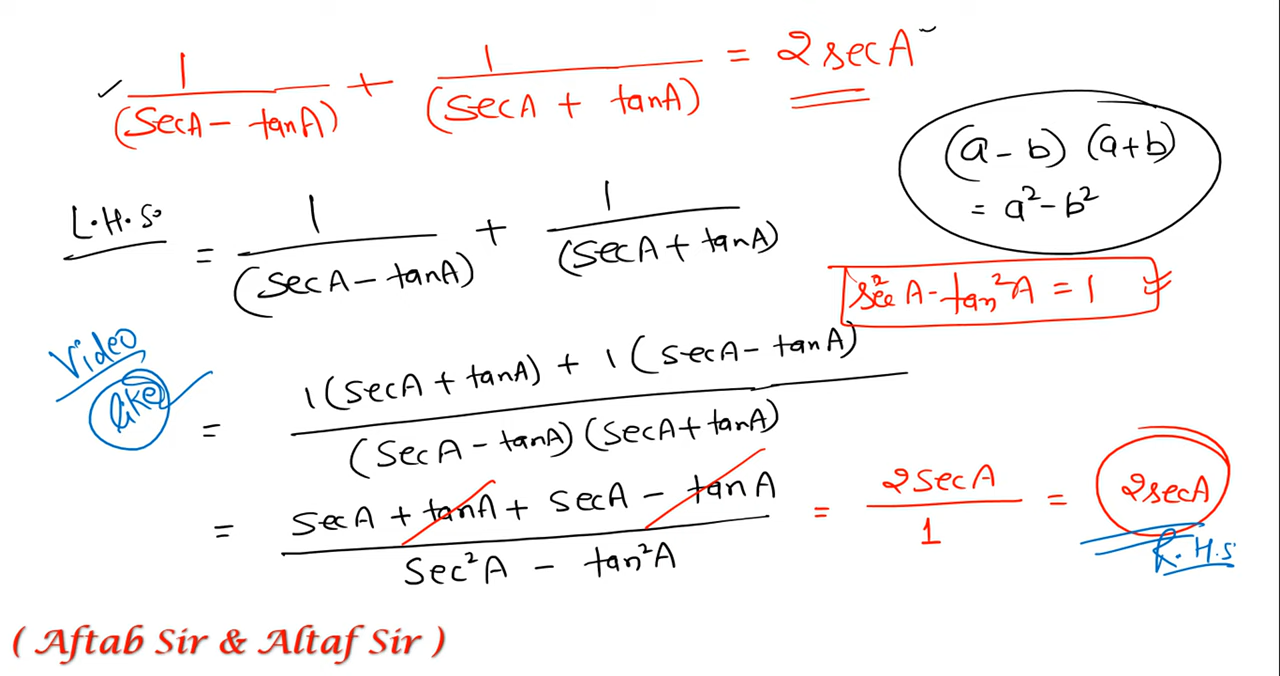 1/(SecA - tanA) + 1/(SecA + tanA) = 2secA
(a - b) (a+b)
= a² - b²
L.H.S = 1/(SecA - tanA) + 1/(SecA + tanA)
sec²A - tan²A = 1
Video
like
= 1(SecA + tanA) + 1(SecA - tanA)/(SecA - tanA)(SecA + tanA)
= SecA + tanA + SecA - tanA/Sec²A - tan²A = 2SecA/1 = 2secA
R.H.S
( Aftab Sir & Altaf Sir )